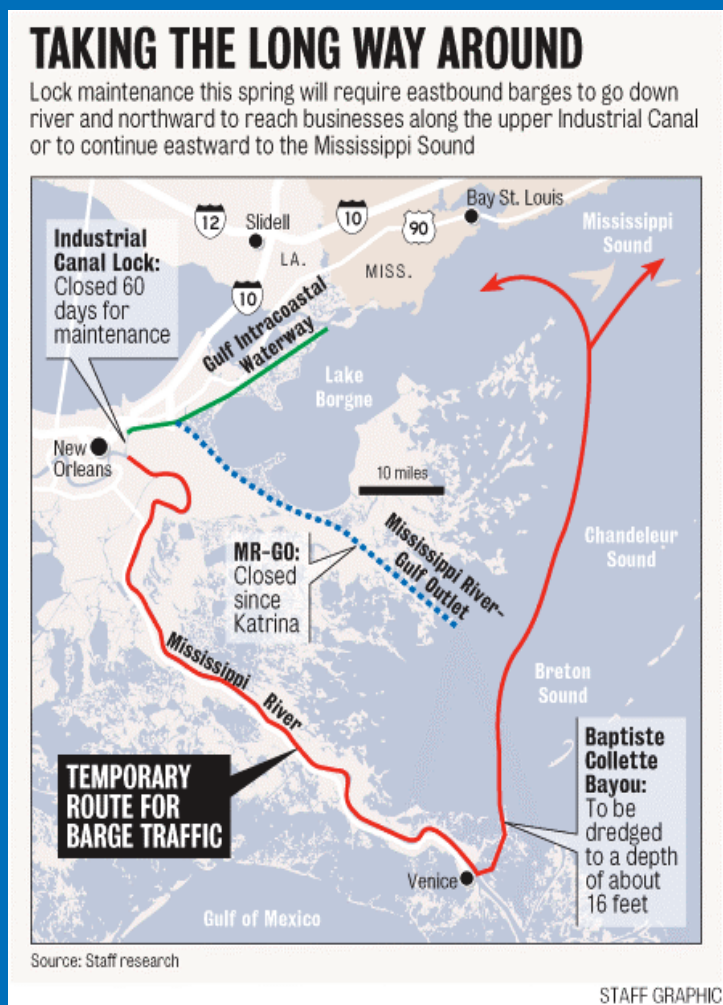 TAKING THE LONG WAY AROUND
Lock maintenance this spring will require eastbound barges to go down
river and northward to reach businesses along the upper Industrial Canal
or to continue eastward to the Mississippi Sound
Bay St. Louis
12
Slidell
10
90
Mississippi
Sound
Industrial
Canal Lock:
Closed 60
days for
maintenance
LA.
MISS.
10
Gulf Intracoastal
Waterway
Lake
Borgne
New
Orleans
10 miles
Mississippi River-
Gulf Outlet
MR-GO:
Closed
since
Katrina
Chandeleur
Sound
Mississippi
River
Breton
Sound
TEMPORARY
ROUTE FOR
BARGE TRAFFIC
Baptiste
Collette
Bayou:
To be
dredged
to a depth
of about
16 feet
Venice
Gulf of Mexico
Source: Staff research
STAFF GRAPHIC